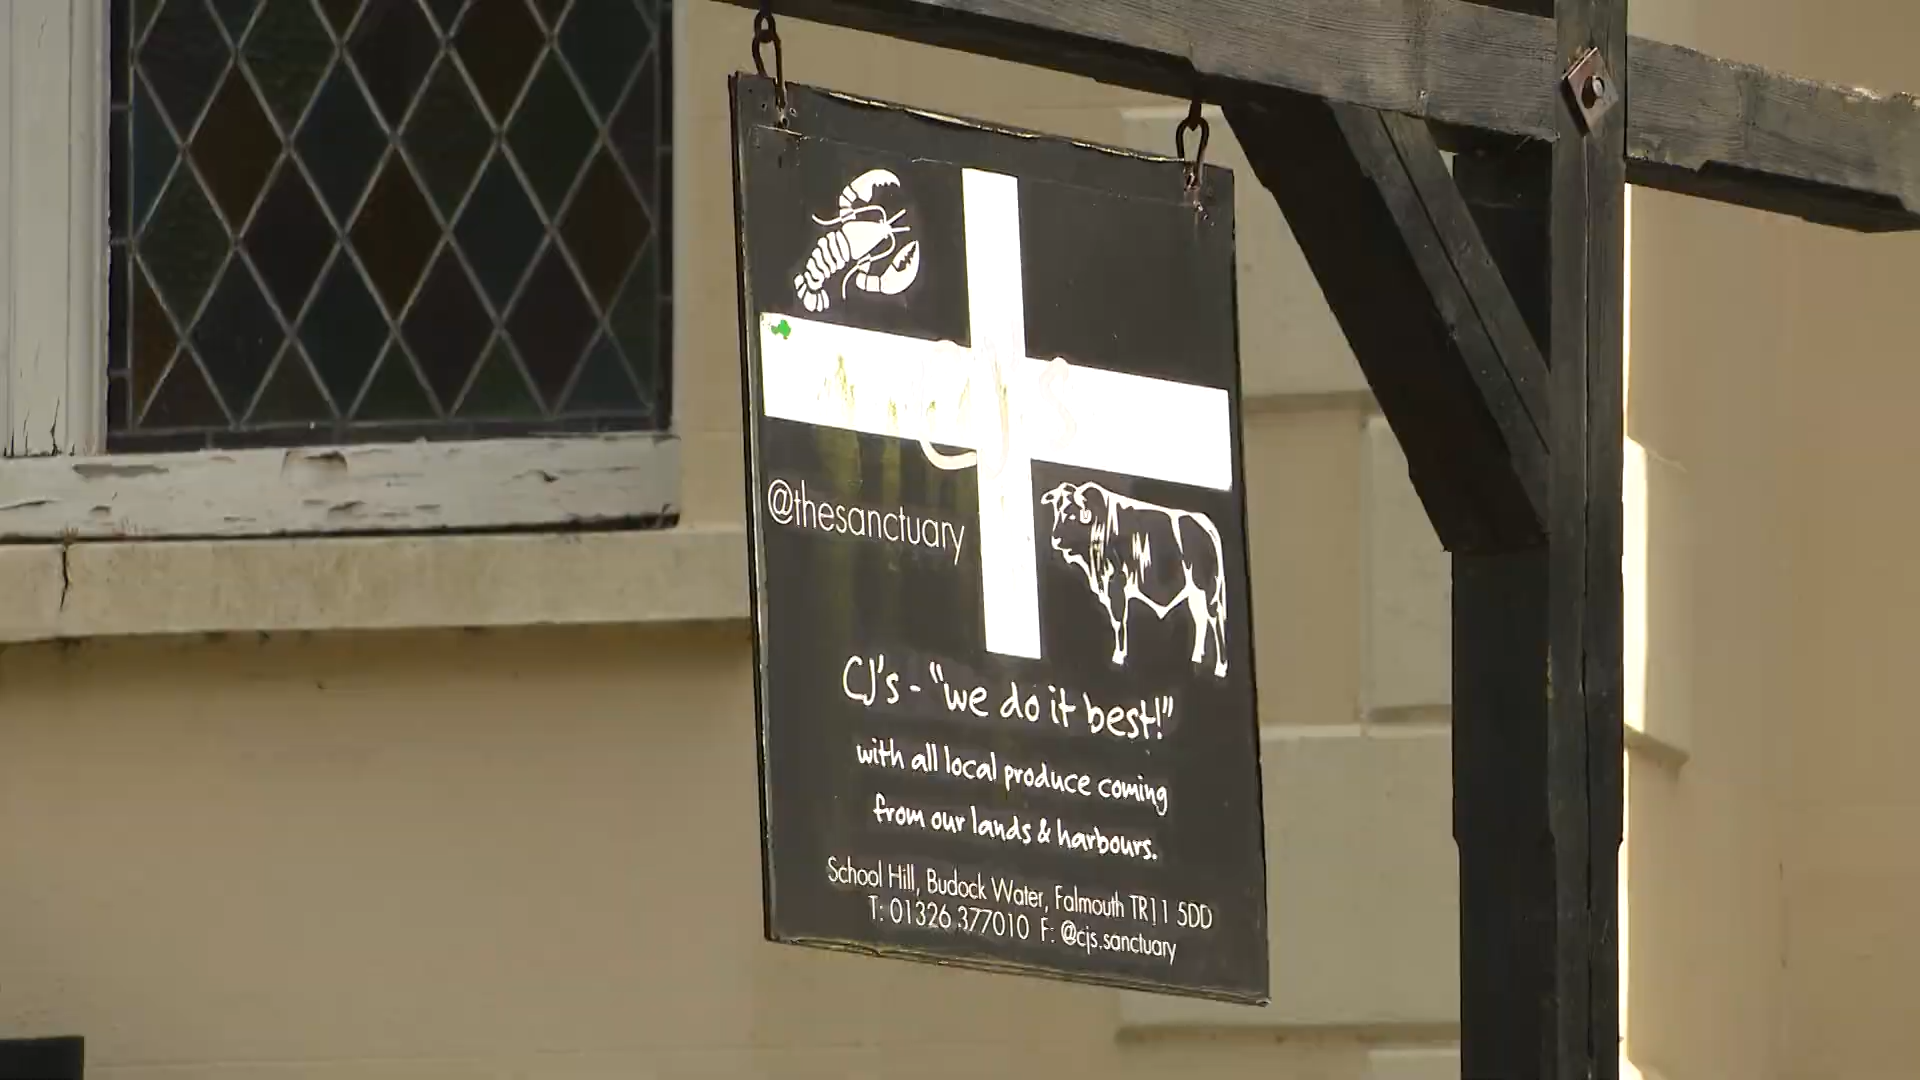 @thesanctuary
CJ's - "we do it best!"
with all local produce coming
from our lands & harbours.
School Hill, Budock Water, Falmouth TR11 5DD
T: 01326 377010 F: @cjs.sanctuary